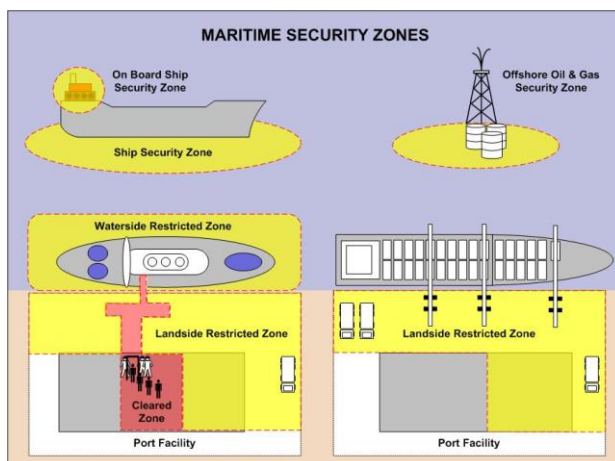 MARITIME SECURITY ZONES
On Board Ship
Security Zone
Offshore Oil & Gas
Security Zone
Ship Security Zone
Waterside Restricted Zone
Landside Restricted Zone
Landside Restricted Zone
Cleared
Zone
Port Facility
Port Facility